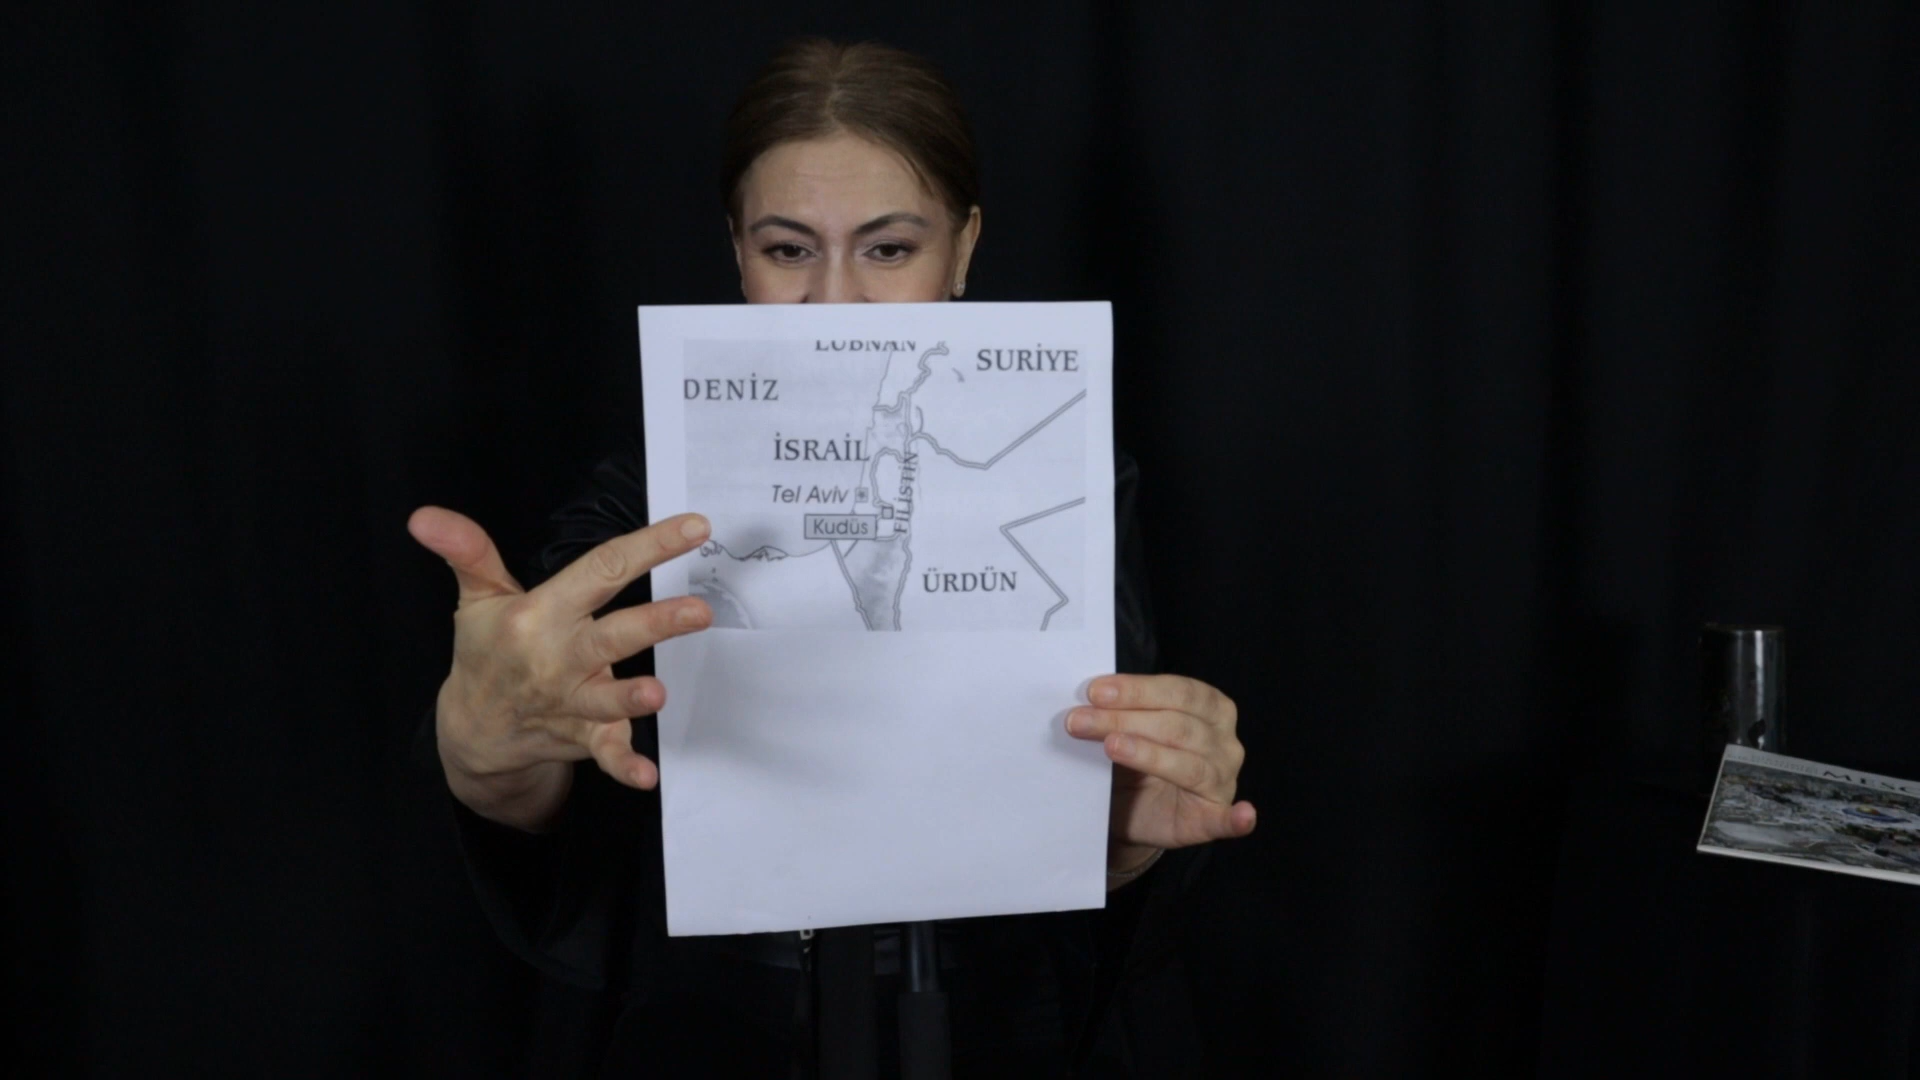 LÜBNAN
SURİYE
DENİZ
İSRAİL
FİLİSTİN
Tel Aviv
Kudüs
ÜRDÜN